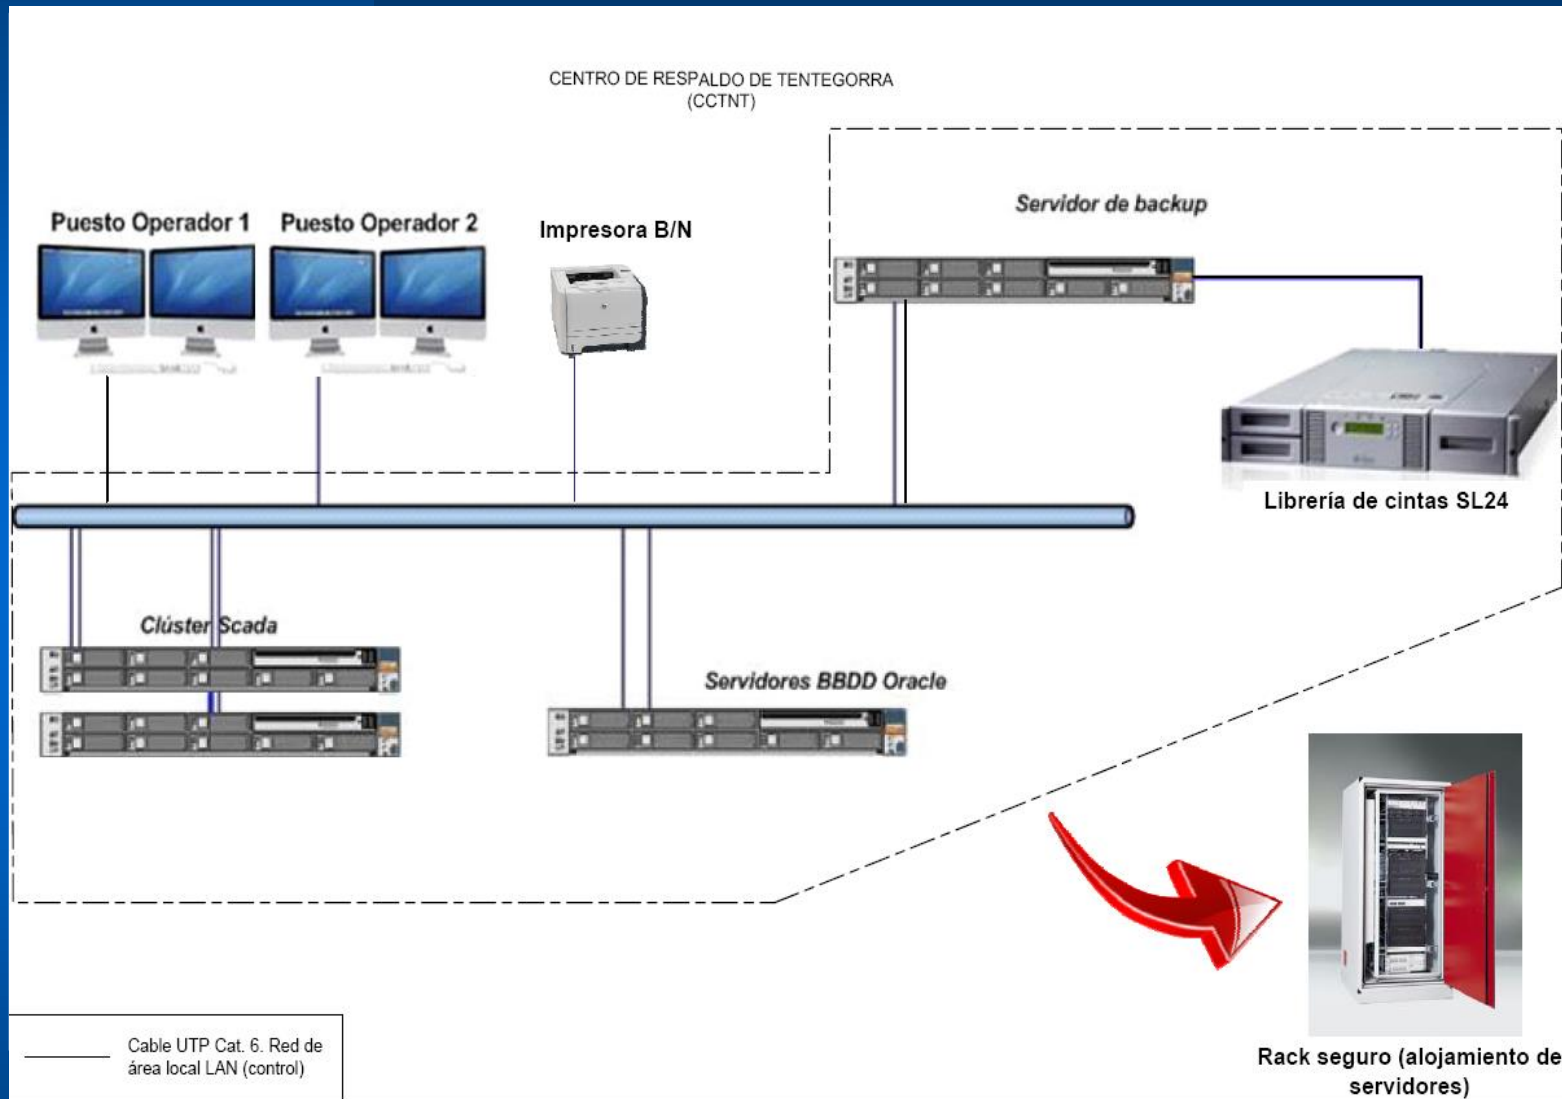 CENTRO DE RESPALDO DE TENTEGORRA
(CCTNT)
Puesto Operador 1
Puesto Operador 2
Impresora B/N
Servidor de backup
Librería de cintas SL24
Clúster Scada
Servidores BBDD Oracle
Cable UTP Cat. 6. Red de
área local LAN (control)
Rack seguro (alojamiento de
servidores)